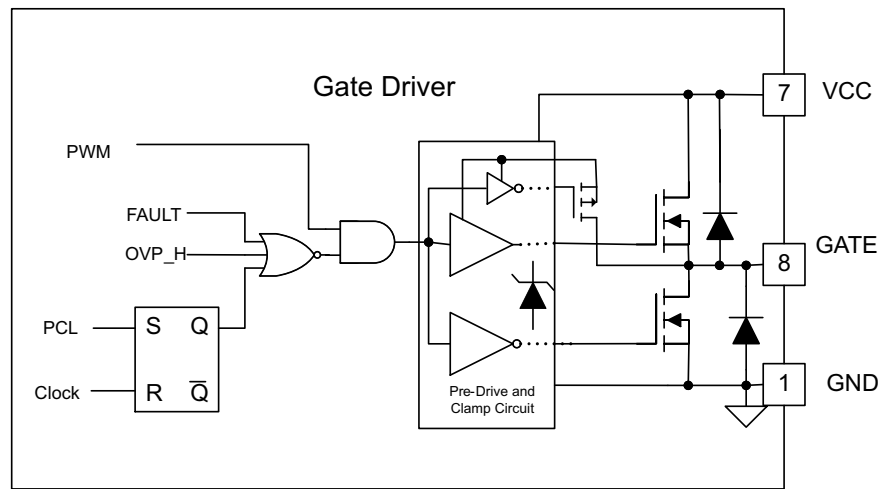 Gate Driver
7
VCC
PWM
FAULT
OVP_H
8
GATE
PCL
S
Q
Clock
R
Q̅
Pre-Drive and
Clamp Circuit
1
GND